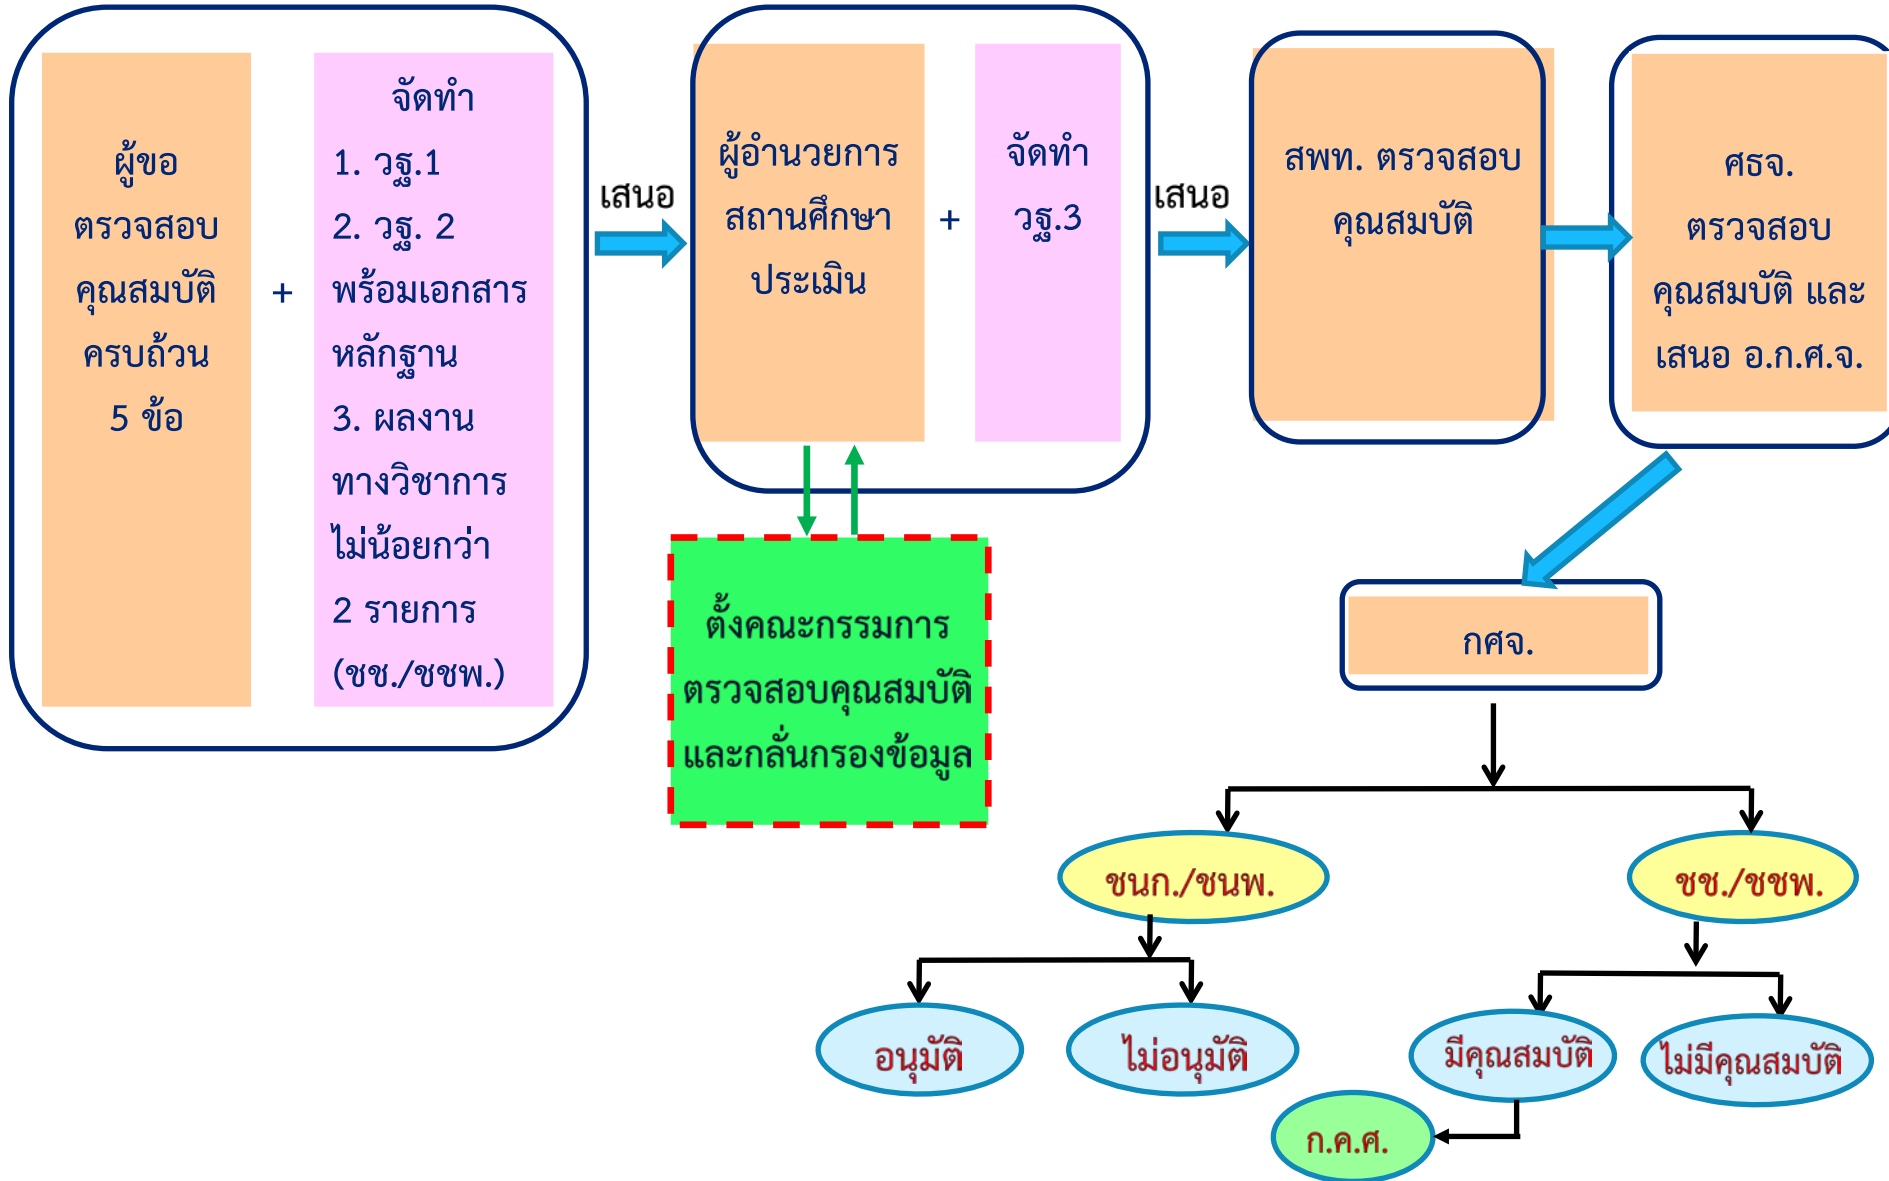 ผู้ขอ
ตรวจสอบ
คุณสมบัติ
ครบถ้วน
5 ข้อ
+
จัดทำ
1. วฐ.1
2. วฐ. 2
พร้อมเอกสาร
หลักฐาน
3. ผลงาน
ทางวิชาการ
ไม่น้อยกว่า
2 รายการ
(ชช./ชชพ.)
เสนอ
ผู้อำนวยการ
สถานศึกษา
ประเมิน
+
จัดทำ
วฐ.3
เสนอ
สพท. ตรวจสอบ
คุณสมบัติ
ศธจ.
ตรวจสอบ
คุณสมบัติ และ
เสนอ อ.ก.ศ.จ.
ตั้งคณะกรรมการ
ตรวจสอบคุณสมบัติ
และกลั่นกรองข้อมูล
กศจ.
ชนก./ชนพ.
ชช./ชชพ.
อนุมัติ
ไม่อนุมัติ
มีคุณสมบัติ
ไม่มีคุณสมบัติ
ก.ค.ศ.